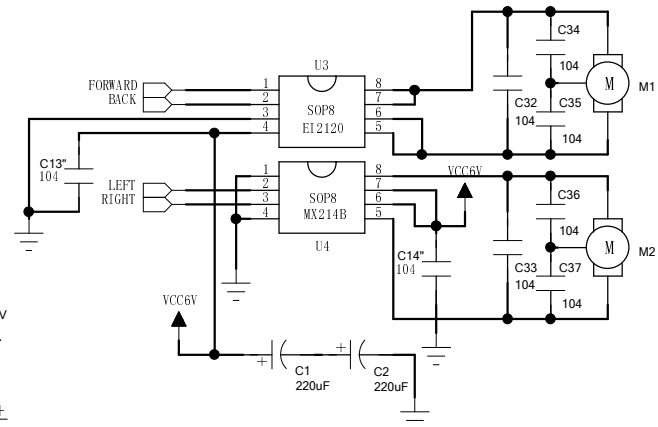 C34
U3
104
FORWARD
BACK
1
2
3
4
SOP8
EI2120
8
7
6
5
M
M1
C32
104
C35
104
C13"
104
LEFT
RIGHT
1
2
3
4
SOP8
MX214B
8
7
6
5
U4
VCC6V
C36
104
M
M2
C14"
104
C33
104
C37
104
VCC6V
V
+
C1
220uF
+
C2
220uF
+